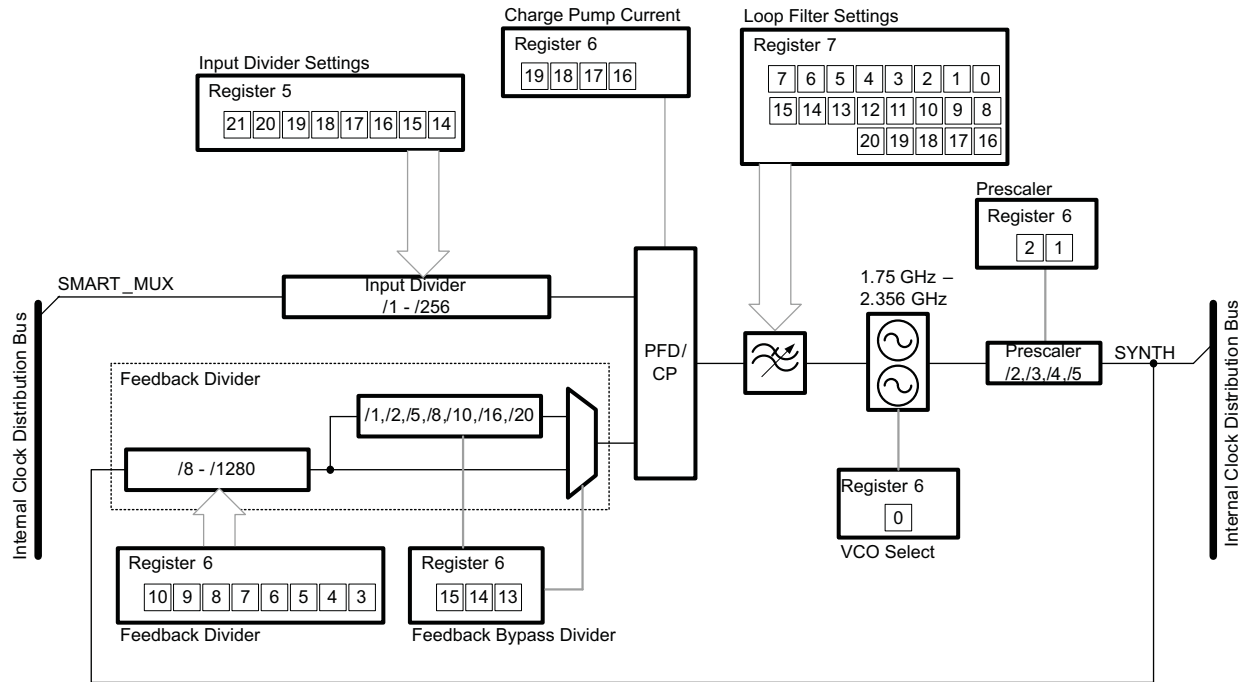 Charge Pump Current
Register 6
19 18 17 16
Loop Filter Settings
Register 7
7 6 5 4 3 2 1 0
15 14 13 12 11 10 9 8
20 19 18 17 16
Input Divider Settings
Register 5
21 20 19 18 17 16 15 14
Prescaler
Register 6
2 1
SMART_MUX
Input Divider
/1 - /256
1.75 GHz –
2.356 GHz
Internal Clock Distribution Bus
PFD/
CP
Prescaler
/2,/3,/4,/5
SYNTH
Internal Clock Distribution Bus
Feedback Divider
/1,/2,/5,/8,/10,/16,/20
/8 - /1280
Register 6
0
VCO Select
Register 6
10 9 8 7 6 5 4 3
Feedback Divider
Register 6
15 14 13
Feedback Bypass Divider